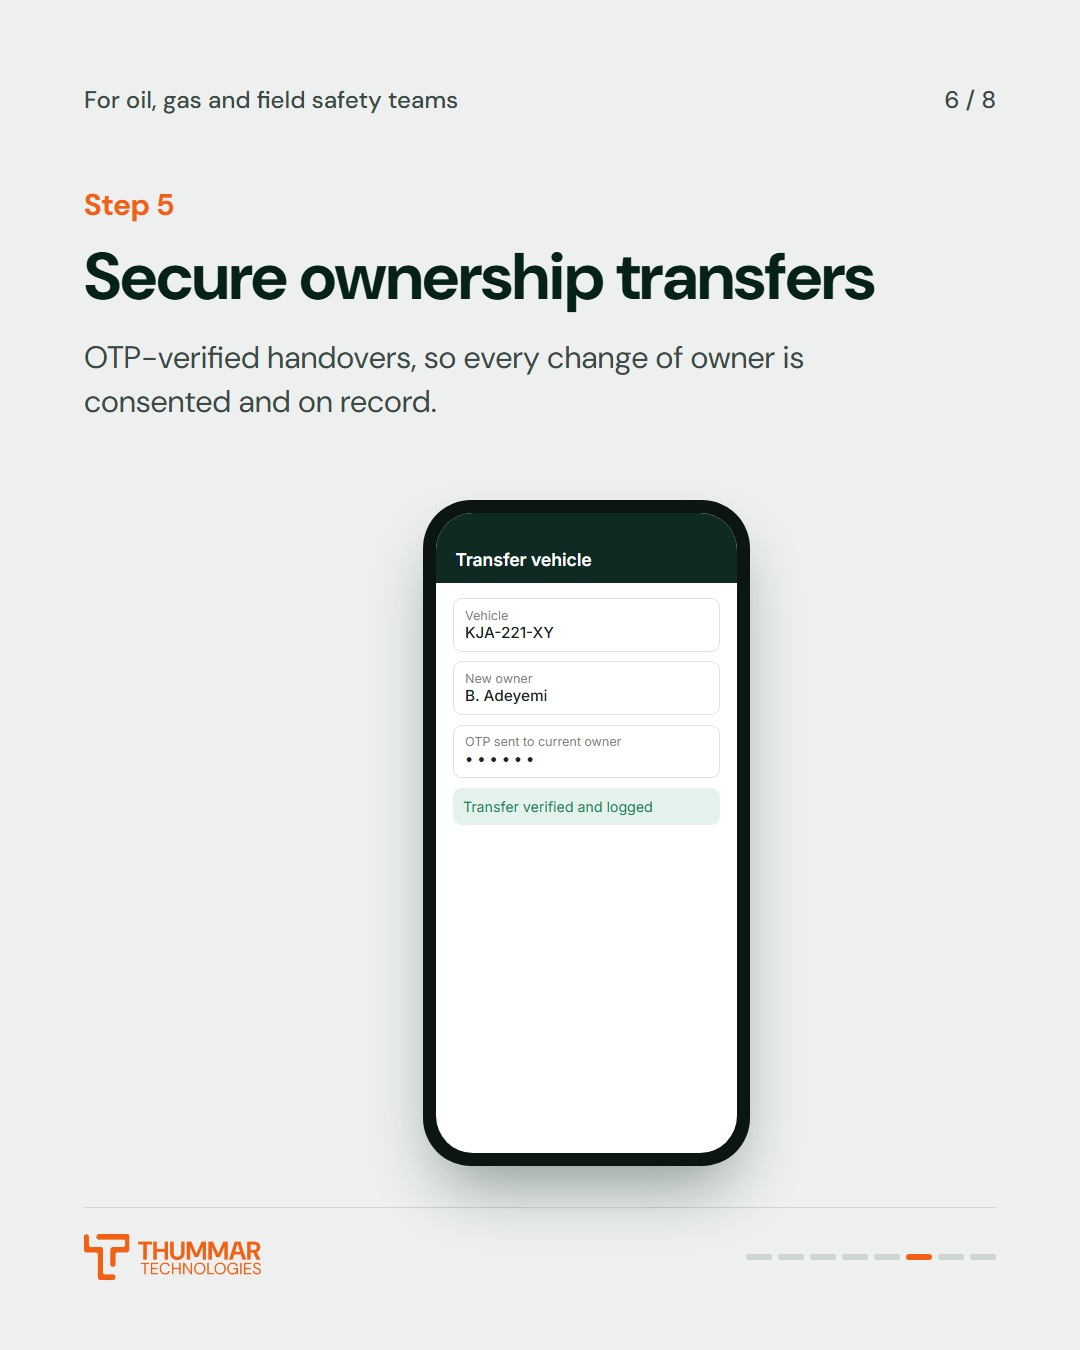 For oil, gas and field safety teams
6 / 8
Step 5
Secure ownership transfers
OTP-verified handovers, so every change of owner is
consented and on record.
Transfer vehicle
Vehicle
KJA-221-XY
New owner
B. Adeyemi
OTP sent to current owner
••••••
Transfer verified and logged
THUMMAR
TECHNOLOGIES